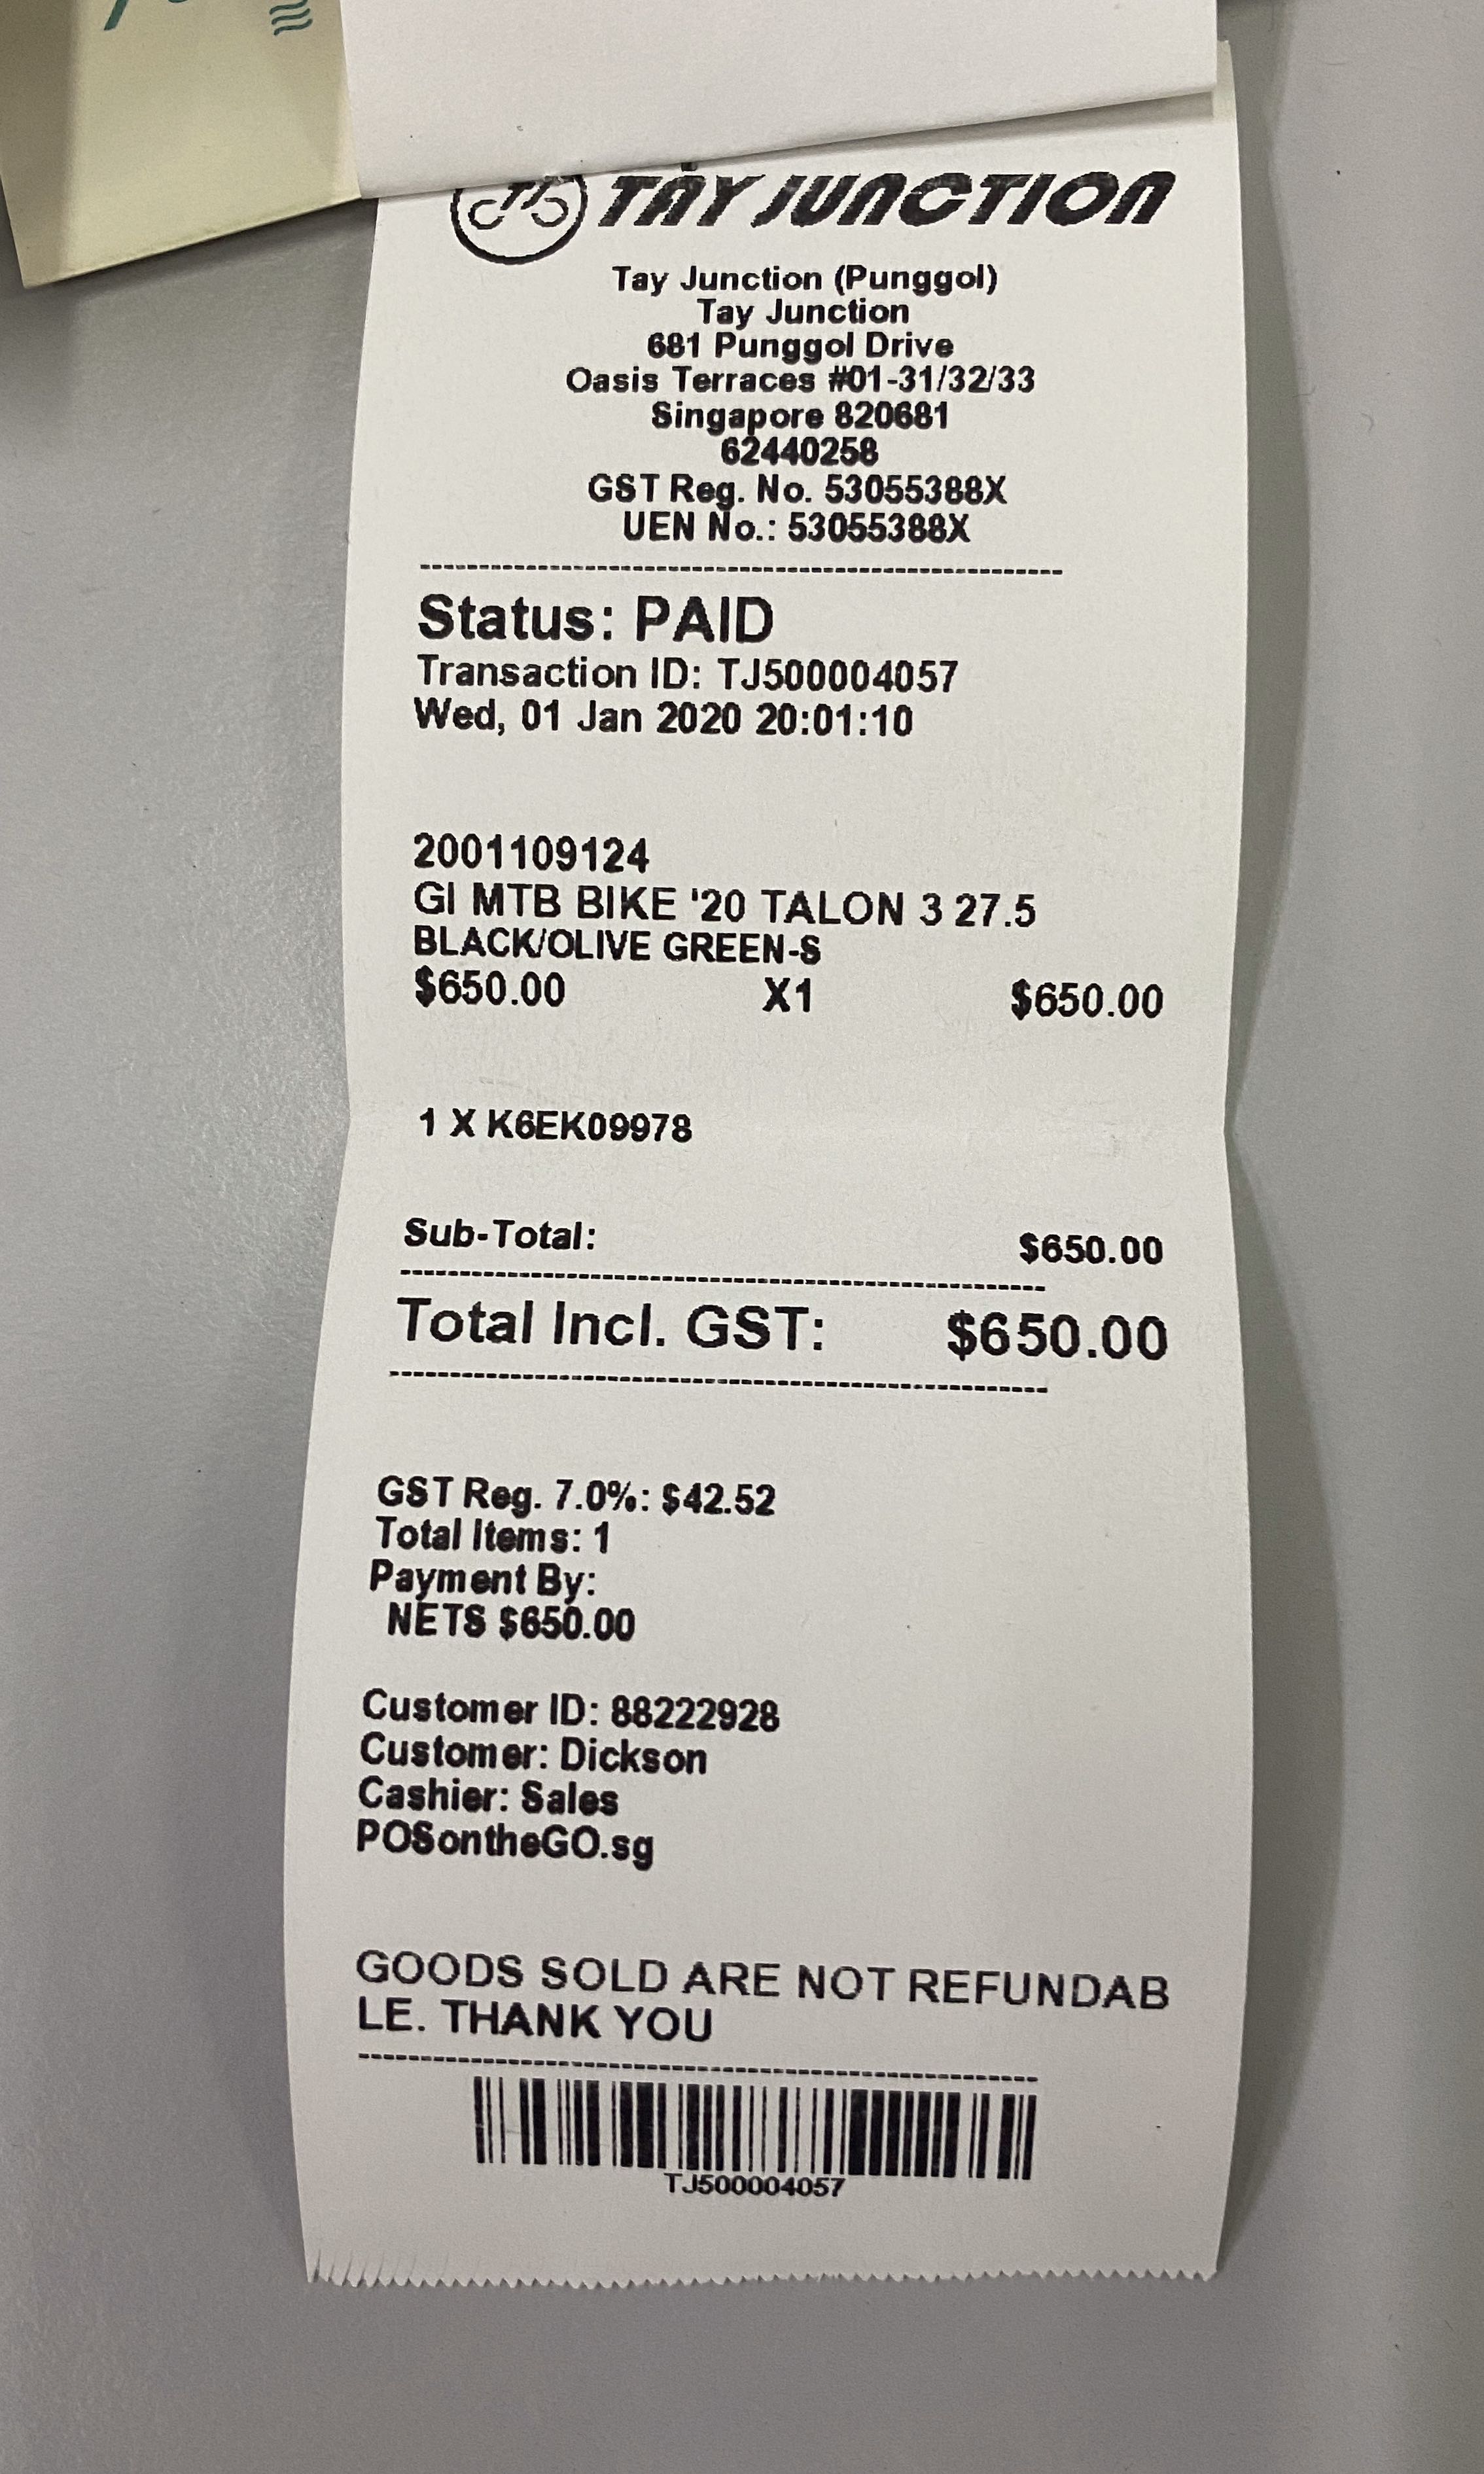 TAY JUNCTION
Tay Junction (Punggol)
Tay Junction
681 Punggol Drive
Oasis Terraces #01-31/32/33
Singapore 820681
62440258
GST Reg. No. 53055388X
UEN No.: 53055388X
Status: PAID
Transaction ID: TJ500004057
Wed, 01 Jan 2020 20:01:10
2001109124
GI MTB BIKE '20 TALON 3 27.5
BLACK/OLIVE GREEN-S
$650.00 X1 $650.00
1 X K6EK09978
Sub-Total: $650.00
Total Incl. GST: $650.00
GST Reg. 7.0%: $42.52
Total Items: 1
Payment By:
NETS $650.00
Customer ID: 88222928
Customer: Dickson
Cashier: Sales
POSontheGO.sg
GOODS SOLD ARE NOT REFUNDAB
LE. THANK YOU
TJ500004057